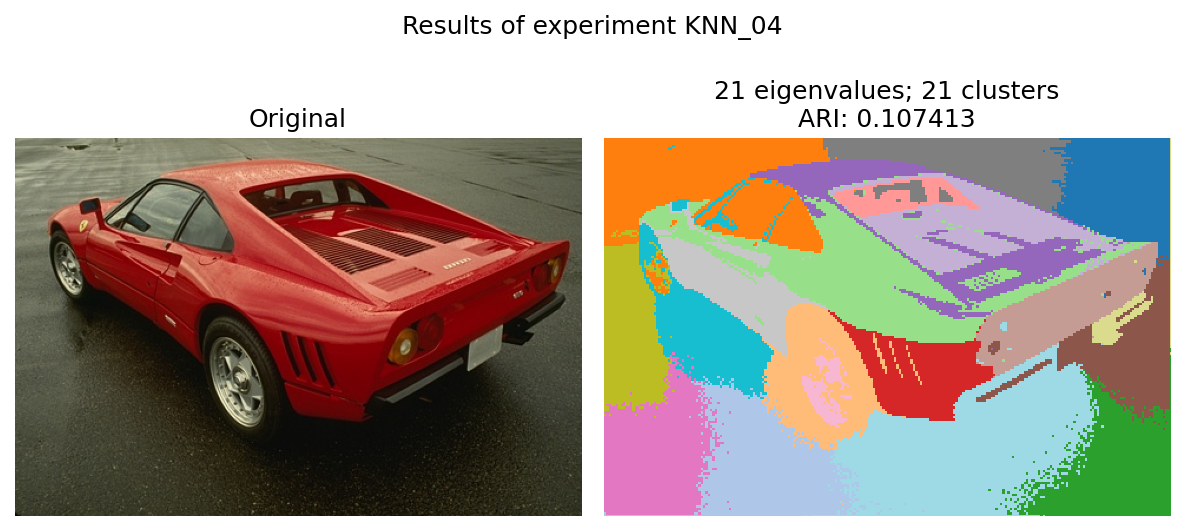 Results of experiment KNN_04
Original
21 eigenvalues; 21 clusters
ARI: 0.107413